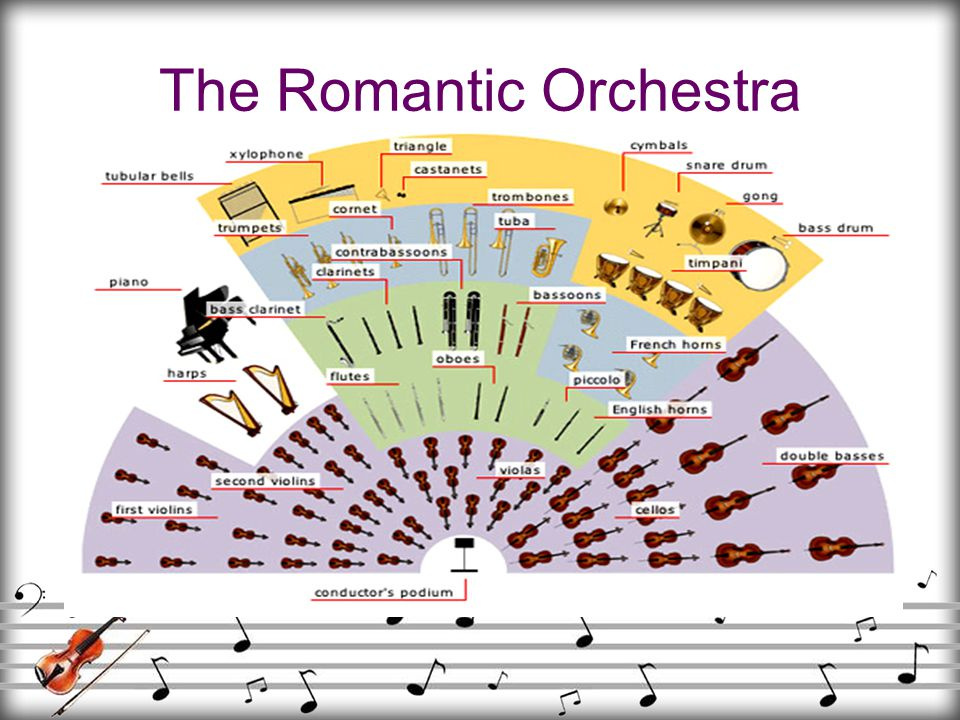 The Romantic Orchestra
triangle
cymbals
xylophone
castanets
snare drum
tubular bells
trombones
gong
cornet
tuba
trumpets
bass drum
contrabassoons
timpani
clarinets
piano
bassoons
bass clarinet
French horns
oboes
harps
flutes
piccolo
English horns
double basses
violas
second violins
first violins
cellos
conductor's podium